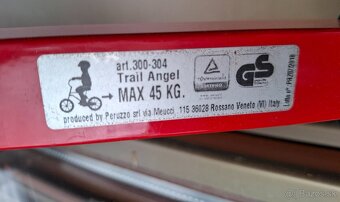 art.300-304
Trail Angel
MAX 45 KG.
produced by Peruzzo srl via Meucci, 115 36028 Rossano Veneto (VI) Italy
GS